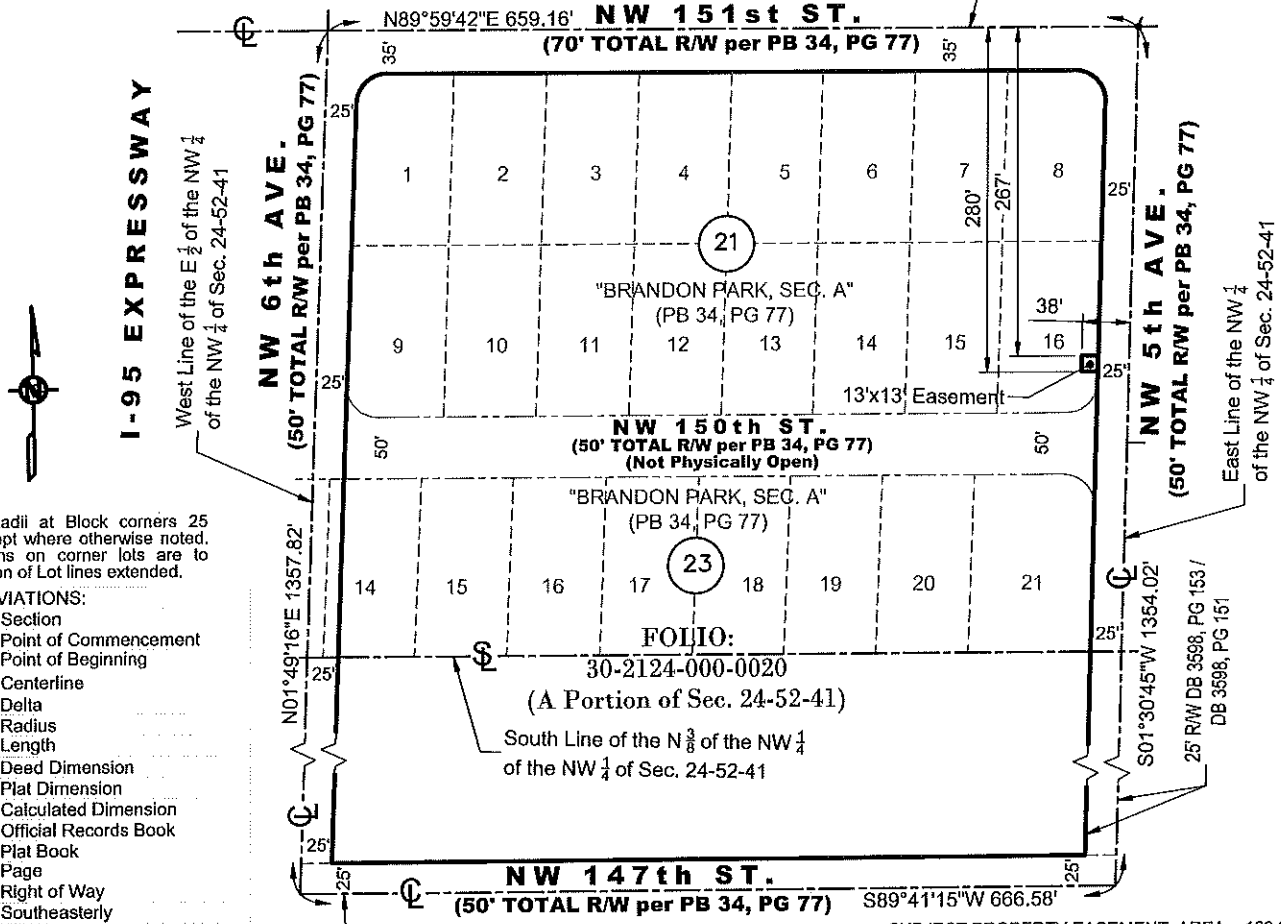 N89°59'42"E 659.16'
NW 151st ST.
(70' TOTAL R/W per PB 34, PG 77)
35'
35'
25'
25'
I-95 EXPRESSWAY
West Line of the E 1/2 of the NW 1/4
of the NW 1/4 of Sec. 24-52-41
NW 6th AVE.
(50' TOTAL R/W per PB 34, PG 77)
1
2
3
4
5
6
7
8
280'
267'
21
"BRANDON PARK, SEC. A"
(PB 34, PG 77)
38'
9
10
11
12
13
14
15
16
25'
25'
13'x13' Easement
NW 5th AVE.
(50' TOTAL R/W per PB 34, PG 77)
East Line of the NW 1/4
of the NW 1/4 of Sec. 24-52-41
N
NW 150th ST.
(50' TOTAL R/W per PB 34, PG 77)
(Not Physically Open)
50'
50'
"BRANDON PARK, SEC. A"
(PB 34, PG 77)
23
14
15
16
17
18
19
20
21
FOLIO:
30-2124-000-0020
(A Portion of Sec. 24-52-41)
25'
25'
South Line of the N 3/8 of the NW 1/4
of the NW 1/4 of Sec. 24-52-41
N01°49'16"E 1357.82'
S01°30'45"W 1354.02'
25' R/W DB 3598, PG 153 /
DB 3598, PG 151
adii at Block corners 25
pt where otherwise noted.
ns on corner lots are to
on of Lot lines extended.
VIATIONS:
Section
Point of Commencement
Point of Beginning
Centerline
Delta
Radius
Length
Deed Dimension
Plat Dimension
Calculated Dimension
Official Records Book
Plat Book
Page
Right of Way
Southeasterly
25'
25'
25'
NW 147th ST.
(50' TOTAL R/W per PB 34, PG 77)
S89°41'15"W 666.58'